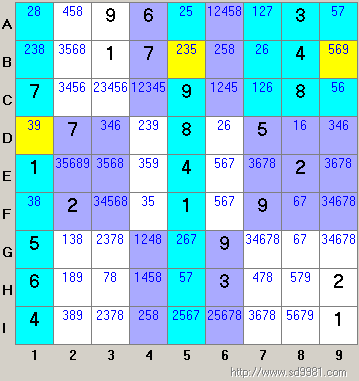 A 28 458 9 6 25 12458 127 3 57
B 238 3568 1 7 235 258 26 4 569
C 7 3456 23456 12345 9 1245 126 8 56
D 39 7 346 239 8 26 5 16 346
E 1 35689 3568 359 4 567 3678 2 3678
F 38 2 34568 35 1 567 9 67 34678
G 5 138 2378 1248 267 9 34678 67 34678
H 6 189 78 1458 57 3 478 579 2
I 4 389 2378 258 2567 25678 3678 5679 1
1 2 3 4 5 6 7 8 9
http://www.sd9981.com